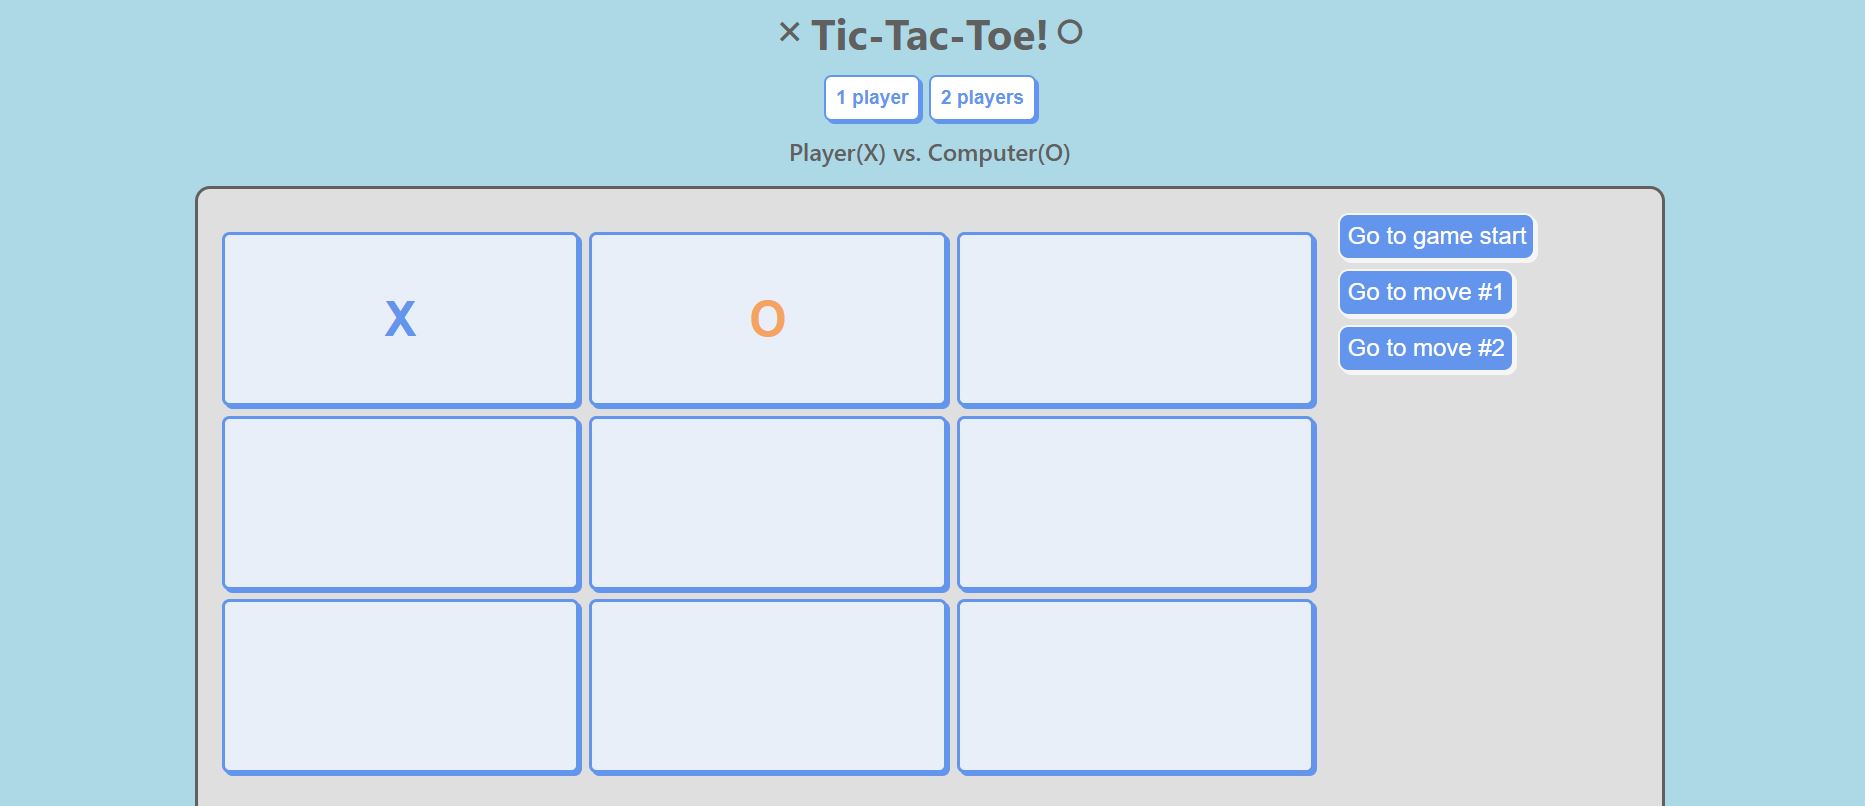 × Tic-Tac-Toe! ○
1 player 2 players
Player(X) vs. Computer(O)
X O
Go to game start
Go to move #1
Go to move #2